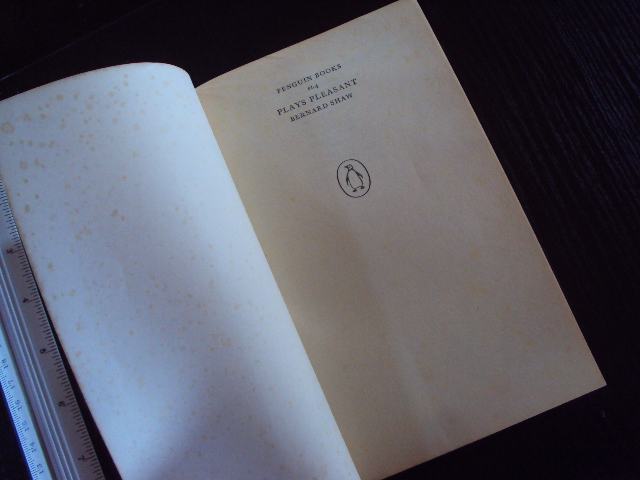 PENGUIN BOOKS
PLAYS PLEASANT
BERNARD SHAW